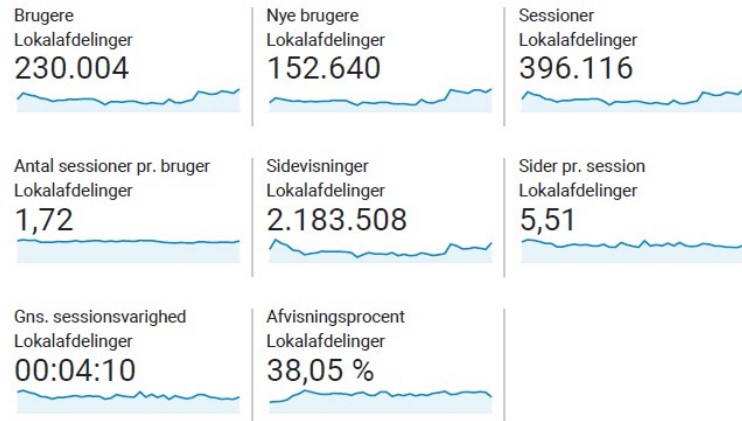 Brugere
Lokalafdelinger
230.004
Nye brugere
Lokalafdelinger
152.640
Sessioner
Lokalafdelinger
396.116
Antal sessioner pr. bruger
Lokalafdelinger
1,72
Sidevisninger
Lokalafdelinger
2.183.508
Sider pr. session
Lokalafdelinger
5,51
Gns. sessionsvarighed
Lokalafdelinger
00:04:10
Afvisningsprocent
Lokalafdelinger
38,05 %